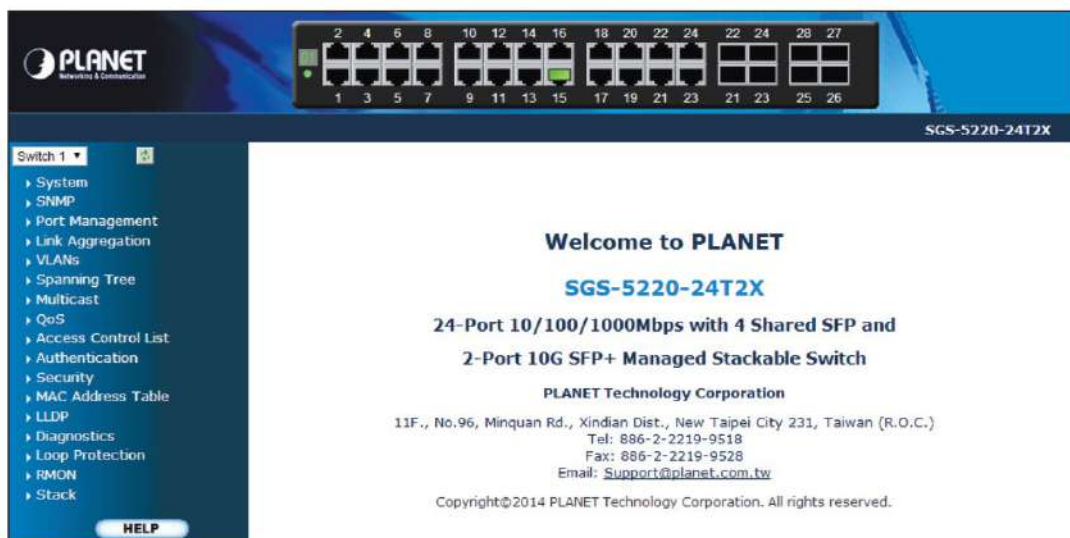 PLANET
Networking & Communication
2 4 6 8 10 12 14 16 18 20 22 24 22 24 28 27
01
1 3 5 7 9 11 13 15 17 19 21 23 21 23 25 26
SGS-5220-24T2X
Switch 1
System
SNMP
Port Management
Link Aggregation
VLANs
Spanning Tree
Multicast
QoS
Access Control List
Authentication
Security
MAC Address Table
LLDP
Diagnostics
Loop Protection
RMON
Stack
HELP
Welcome to PLANET
SGS-5220-24T2X
24-Port 10/100/1000Mbps with 4 Shared SFP and
2-Port 10G SFP+ Managed Stackable Switch
PLANET Technology Corporation
11F., No.96, Minquan Rd., Xindian Dist., New Taipei City 231, Taiwan (R.O.C.)
Tel: 886-2-2219-9518
Fax: 886-2-2219-9528
Email: Support@planet.com.tw
Copyright©2014 PLANET Technology Corporation. All rights reserved.